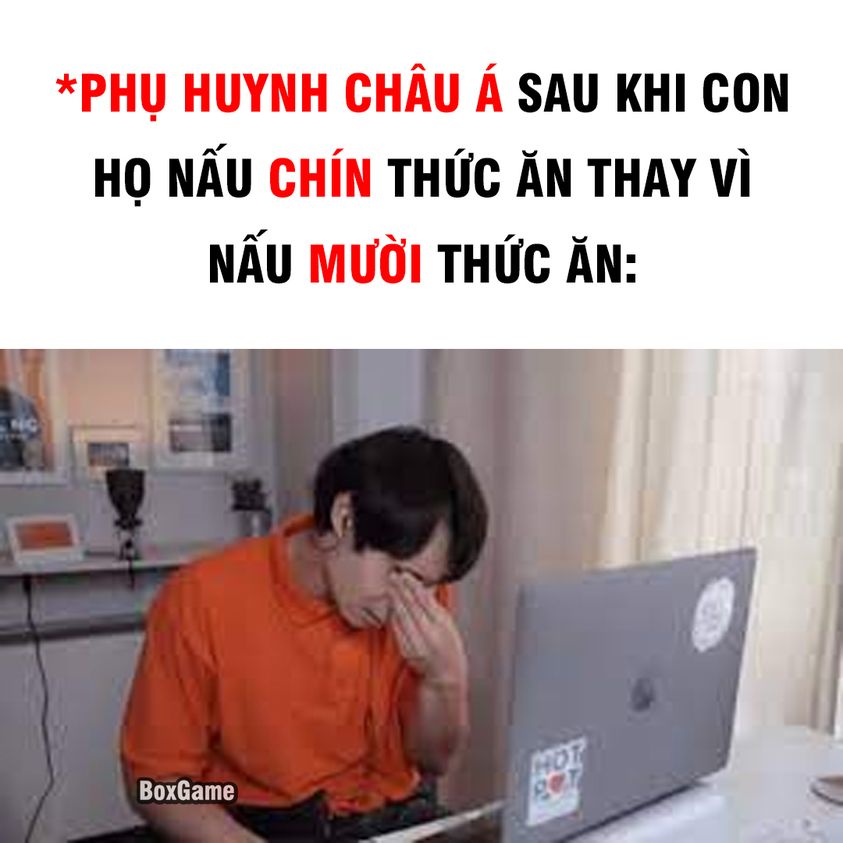 *PHỤ HUYNH CHÂU Á SAU KHI CON
HỌ NẤU CHÍN THỨC ĂN THAY VÌ
NẤU MƯỜI THỨC ĂN:
HOT
BoxGame